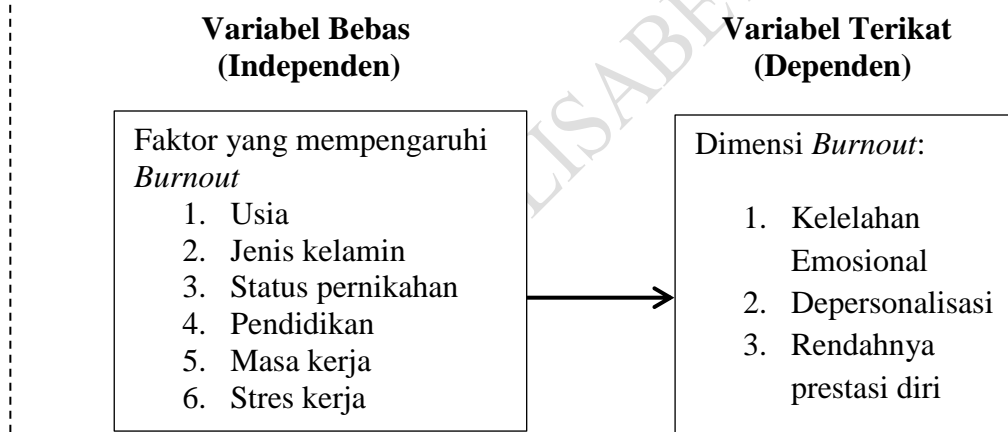 Variabel Bebas
(Independen)
Variabel Terikat
(Dependen)
Faktor yang mempengaruhi
Burnout
1. Usia
2. Jenis kelamin
3. Status pernikahan
4. Pendidikan
5. Masa kerja
6. Stres kerja
Dimensi Burnout:
1. Kelelahan
Emosional
2. Depersonalisasi
3. Rendahnya
prestasi diri
LISABE